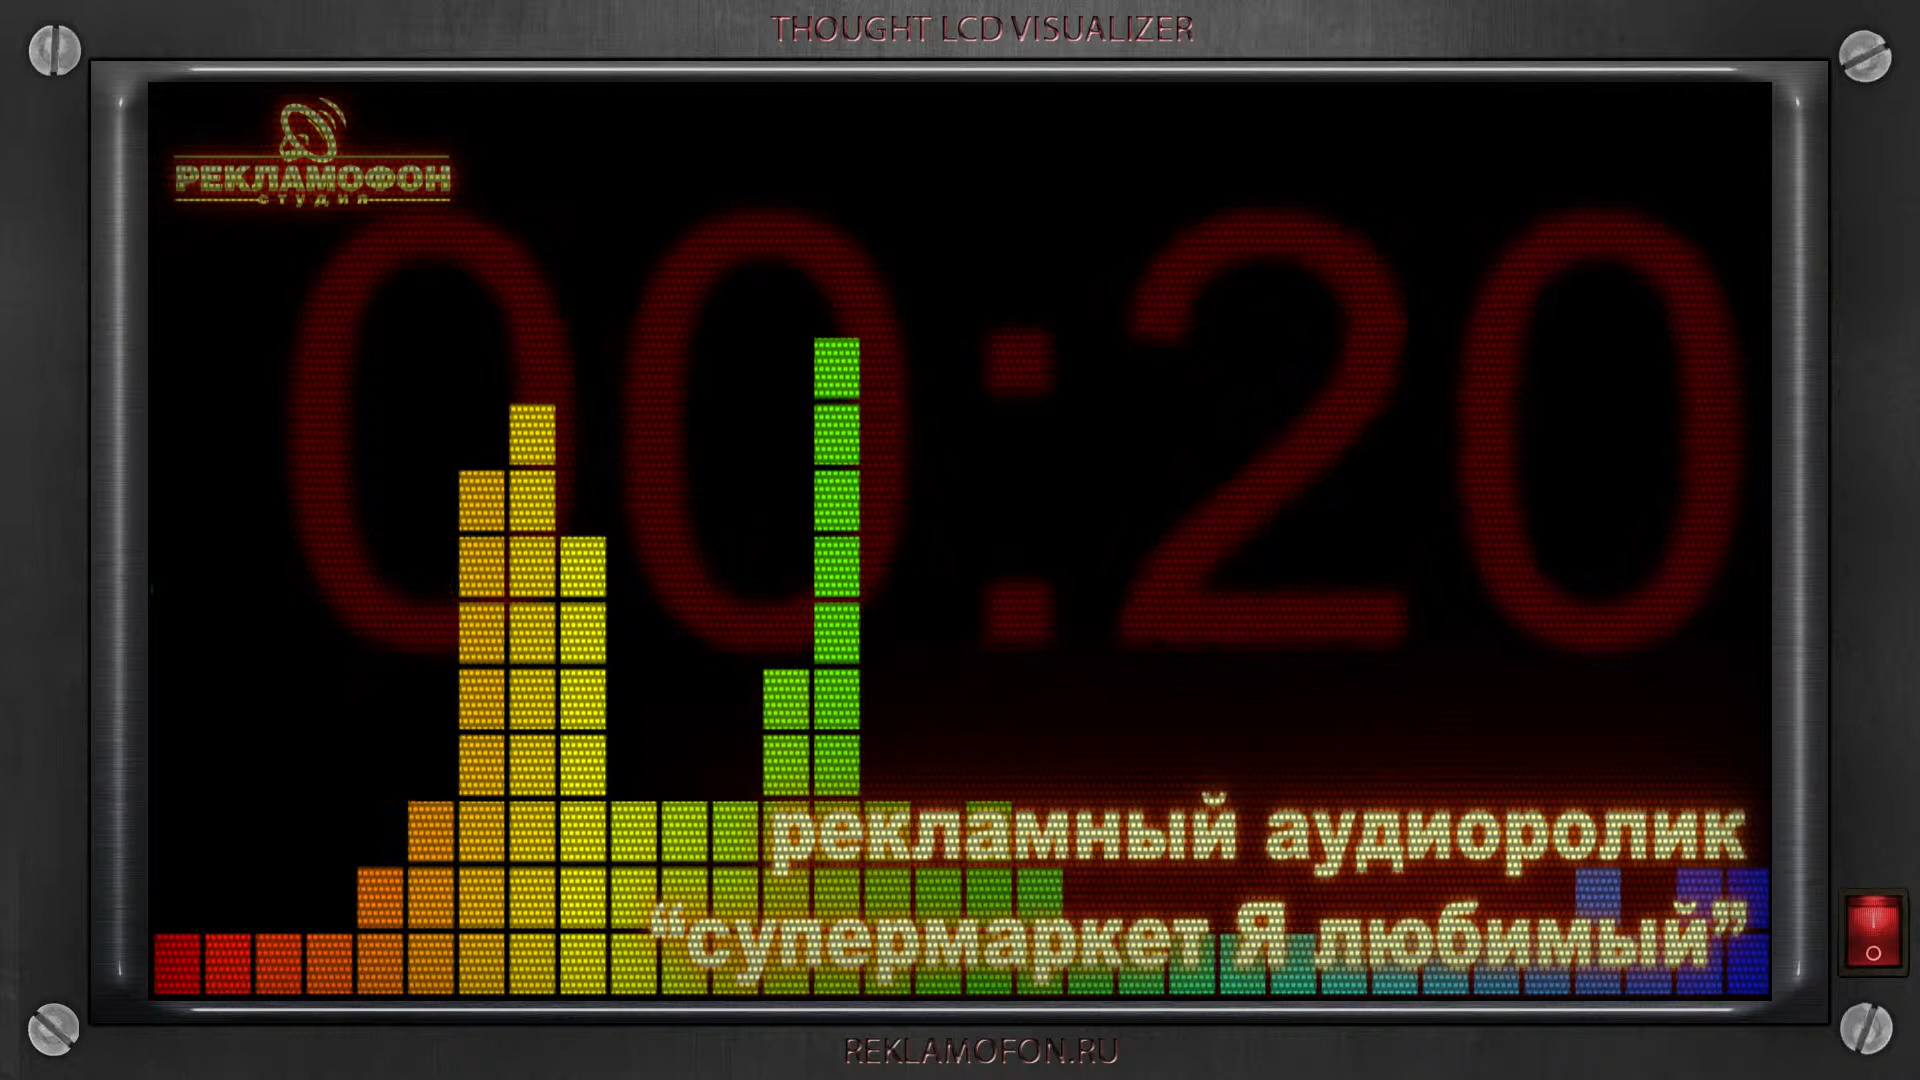 THOUGHT LCD VISUALIZER
РЕКЛАМОФОН
студия
00:20
рекламный аудиоролик
“супермаркет Я любимый”
REKLAMOFON.RU